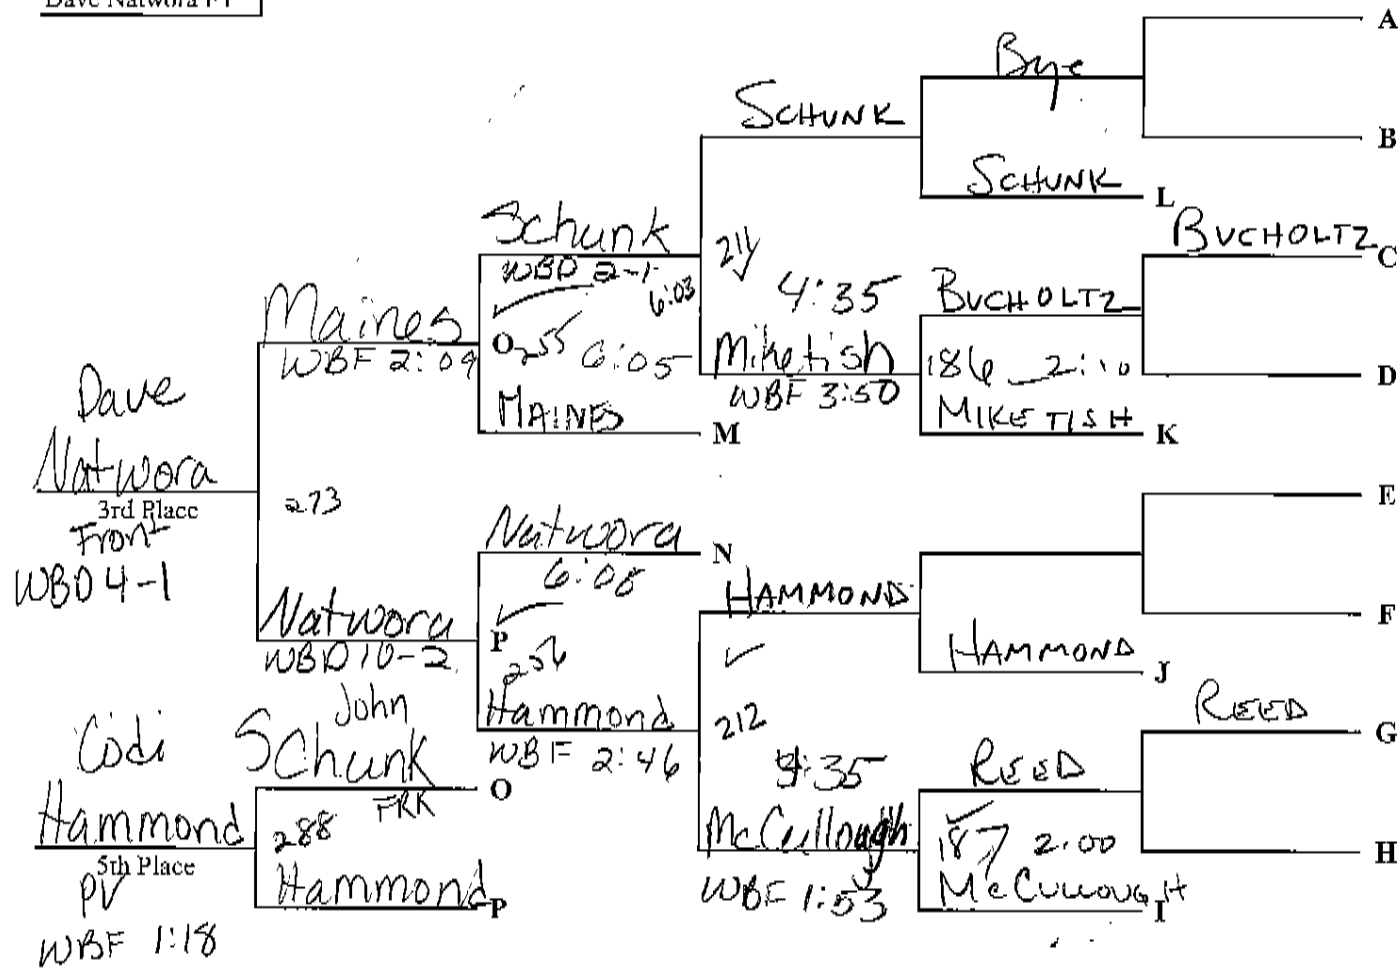 Dave Natwora
A
Bye
SCHUNK
B
SCHUNK
L
Schunk
WBD 2-1
6:03
BUCHOLTZ
C
214
4:35
BUCHOLTZ
Maines
WBF 2:09
O
255
6:05
Miketish
WBF 3:50
186
2:10
D
MAINES
M
MIKETISH
K
Dave
Natwora
3rd Place
Front
WBD 4-1
273
E
Natwora
N
6:08
HAMMOND
F
Natwora
WBD 10-2
P
256
HAMMOND
J
John
Schunk
FRK
O
Hammond
WBF 2:46
212
REED
G
Codi
Hammond
5th Place
PV
WBF 1:18
288
Hammond
P
:35
REED
McCullough
WBF 1:53
187
2:00
H
McCULLOUGH
I